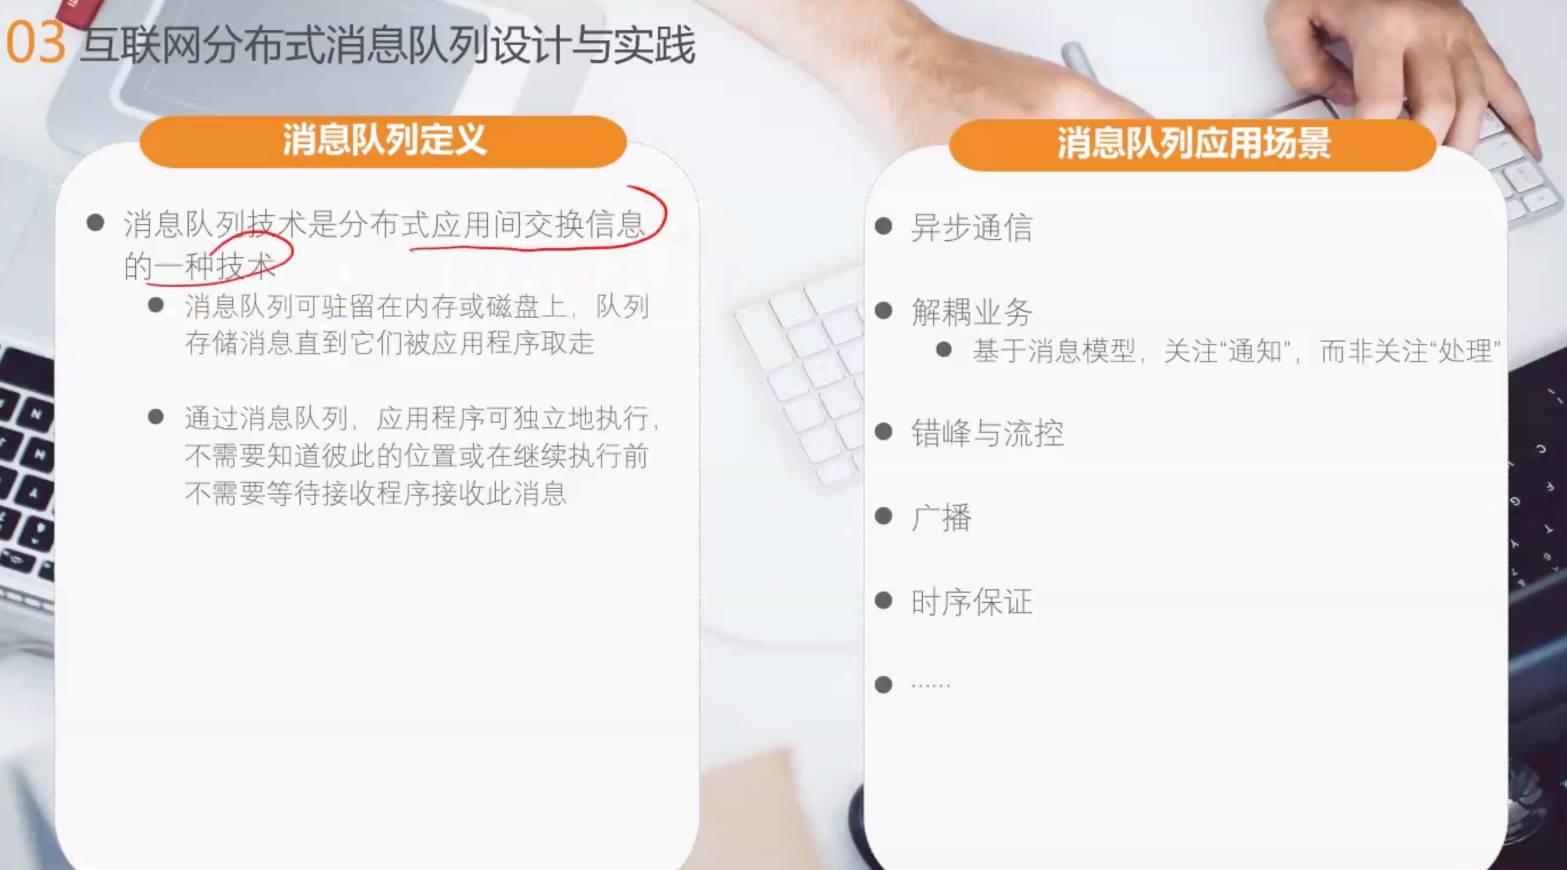 03 互联网分布式消息队列设计与实践
消息队列定义
消息队列技术是分布式应用间交换信息
的一种技术
消息队列可驻留在内存或磁盘上，队列
存储消息直到它们被应用程序取走
通过消息队列，应用程序可独立地执行，
不需要知道彼此的位置或在继续执行前
不需要等待接收程序接收此消息
消息队列应用场景
异步通信
解耦业务
基于消息模型，关注“通知”，而非关注“处理”
错峰与流控
广播
时序保证
······